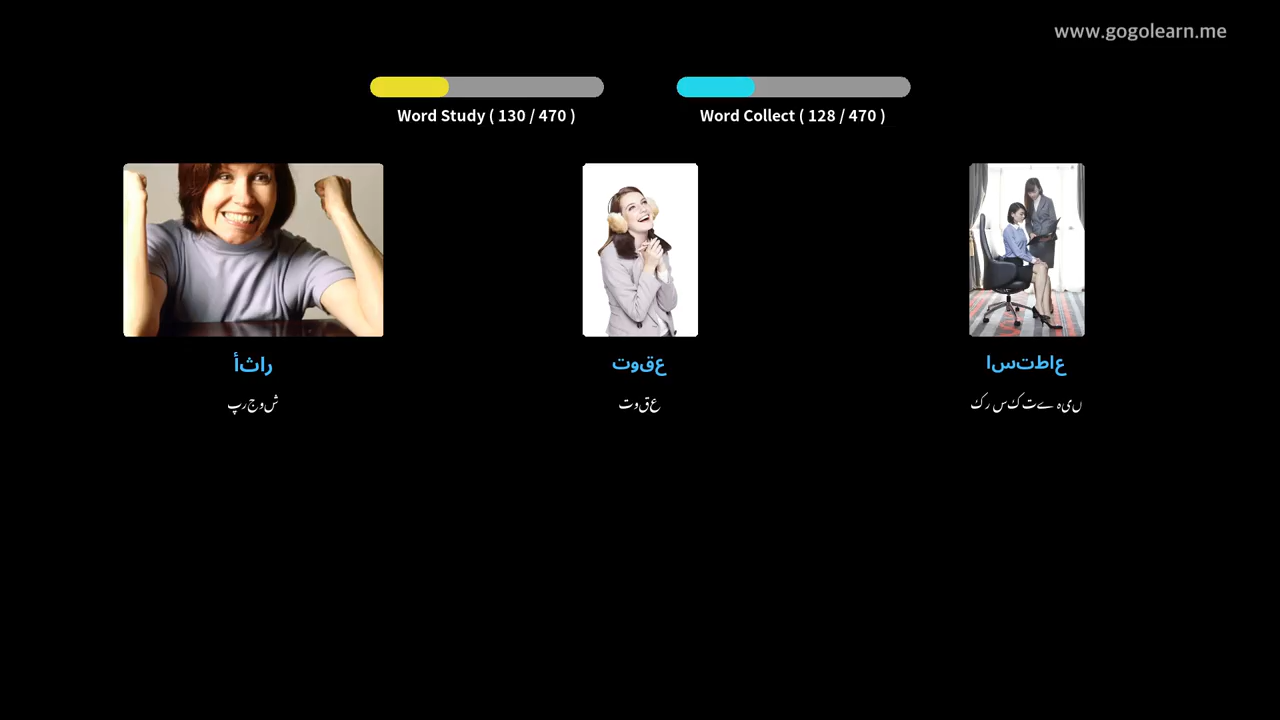 www.gogolearn.me
Word Study ( 130 / 470 )
Word Collect ( 128 / 470 )
راثأ
عقوت
عاطتسا
شوجرپ
عقوت
ںیہ ےتکس رک